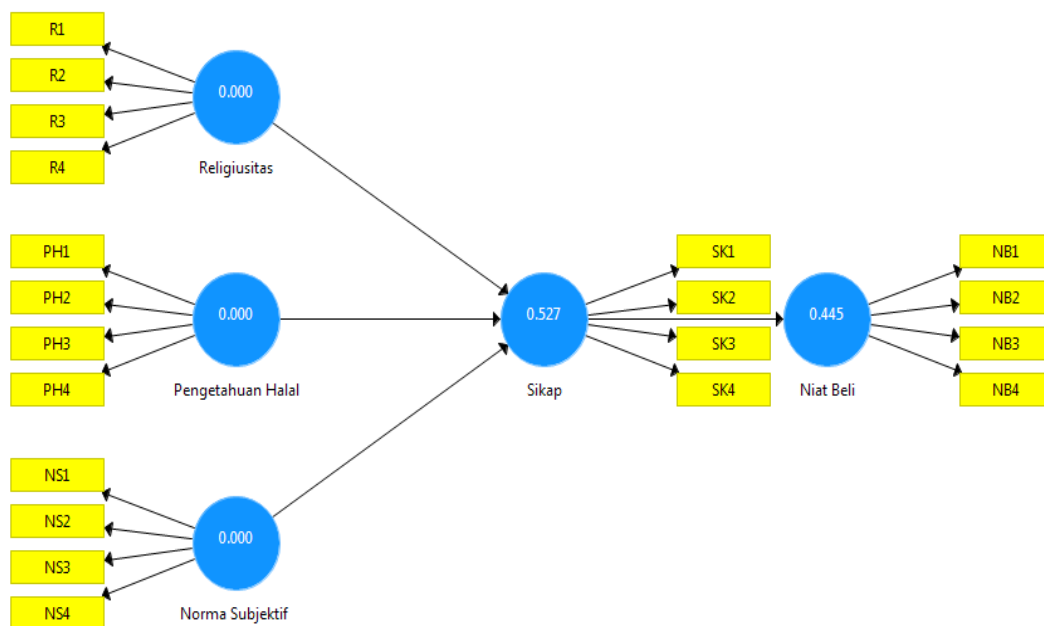 R1
R2
R3
R4
0.000
Religiusitas
PH1
PH2
PH3
PH4
0.000
Pengetahuan Halal
NS1
NS2
NS3
NS4
0.000
Norma Subjektif
0.527
Sikap
SK1
SK2
SK3
SK4
0.445
Niat Beli
NB1
NB2
NB3
NB4